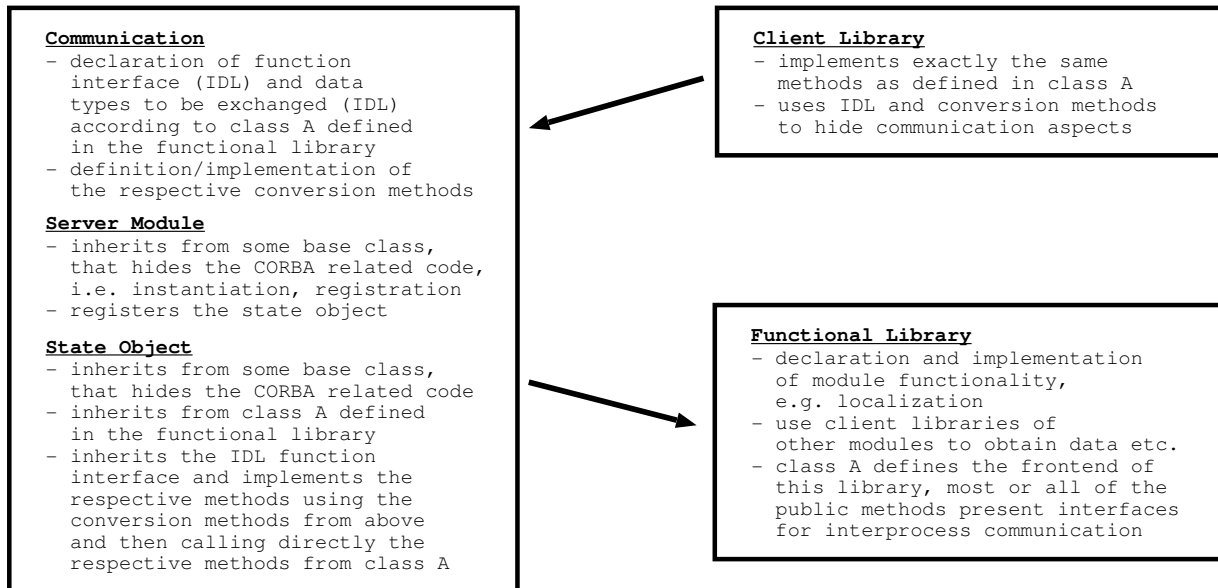 Communication
– declaration of function
interface (IDL) and data
types to be exchanged (IDL)
according to class A defined
in the functional library
– definition/implementation of
the respective conversion methods
Server Module
– inherits from some base class,
that hides the CORBA related code,
i.e. instantiation, registration
– registers the state object
State Object
– inherits from some base class,
that hides the CORBA related code
– inherits from class A defined
in the functional library
– inherits the IDL function
interface and implements the
respective methods using the
conversion methods from above
and then calling directly the
respective methods from class A
Client Library
– implements exactly the same
methods as defined in class A
– uses IDL and conversion methods
to hide communication aspects
Functional Library
– declaration and implementation
of module functionality,
e.g. localization
– use client libraries of
other modules to obtain data etc.
– class A defines the frontend of
this library, most or all of the
public methods present interfaces
for interprocess communication